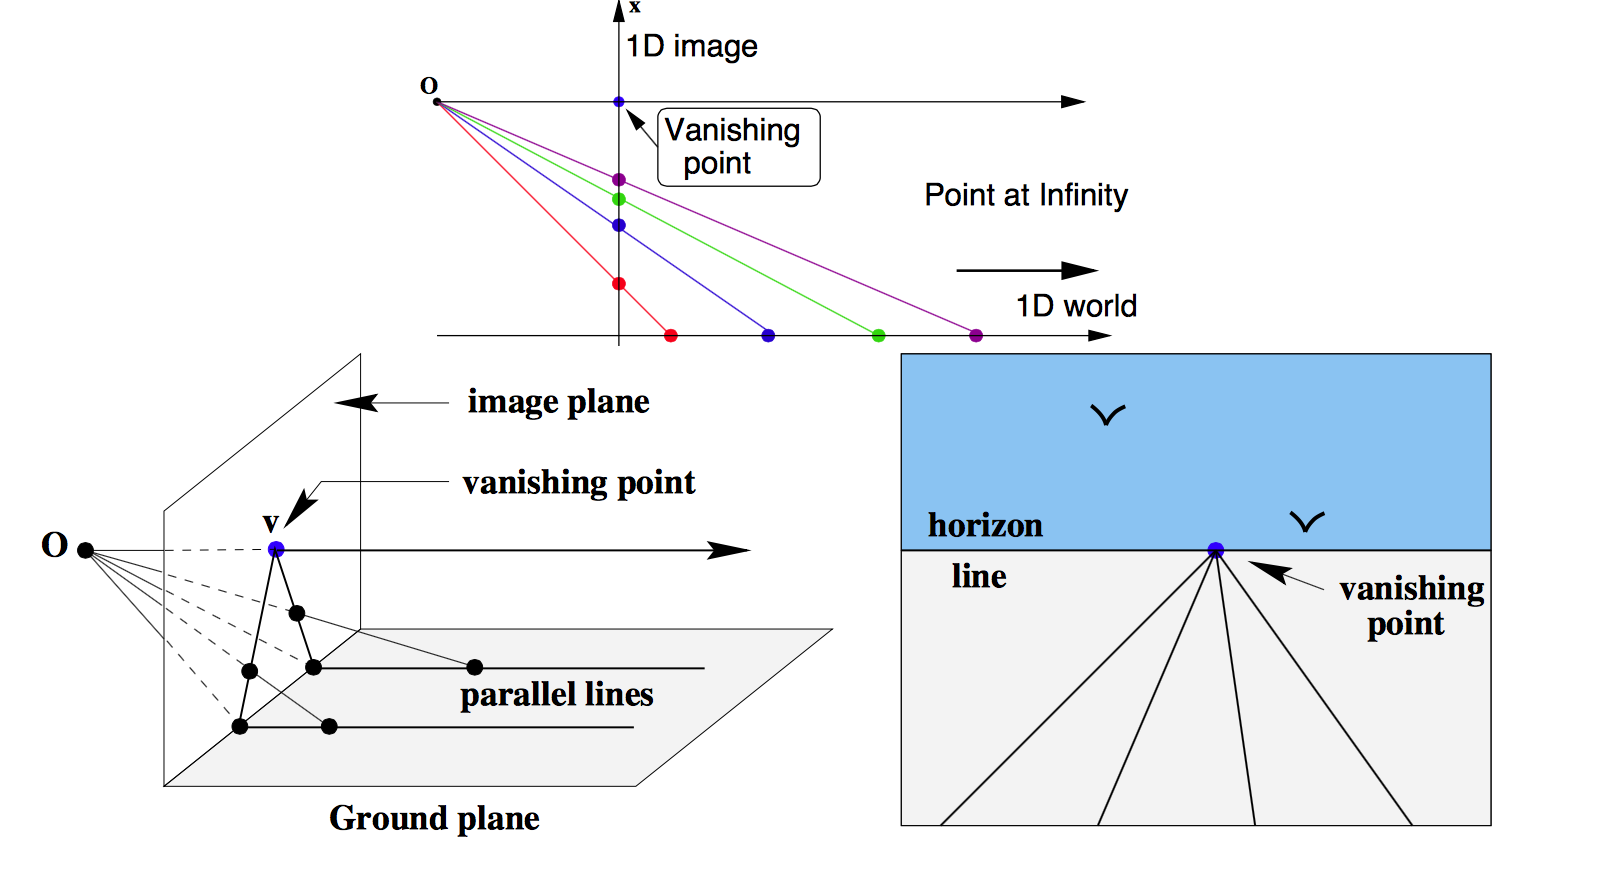 x
1D image
O
Vanishing
point
Point at Infinity
1D world
image plane
vanishing point
v
O
parallel lines
Ground plane
horizon
line
vanishing
point